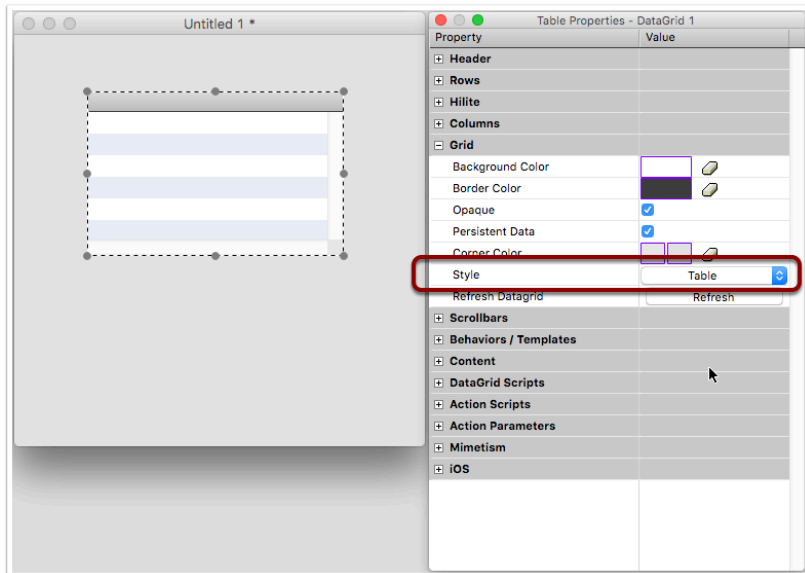 Untitled 1 *
Table Properties - DataGrid 1
Property Value
Header
Rows
Hilite
Columns
Grid
Background Color
Border Color
Opaque
Persistent Data
Corner Color
Style Table
Refresh Datagrid Refresh
Scrollbars
Behaviors / Templates
Content
DataGrid Scripts
Action Scripts
Action Parameters
Mimetism
iOS